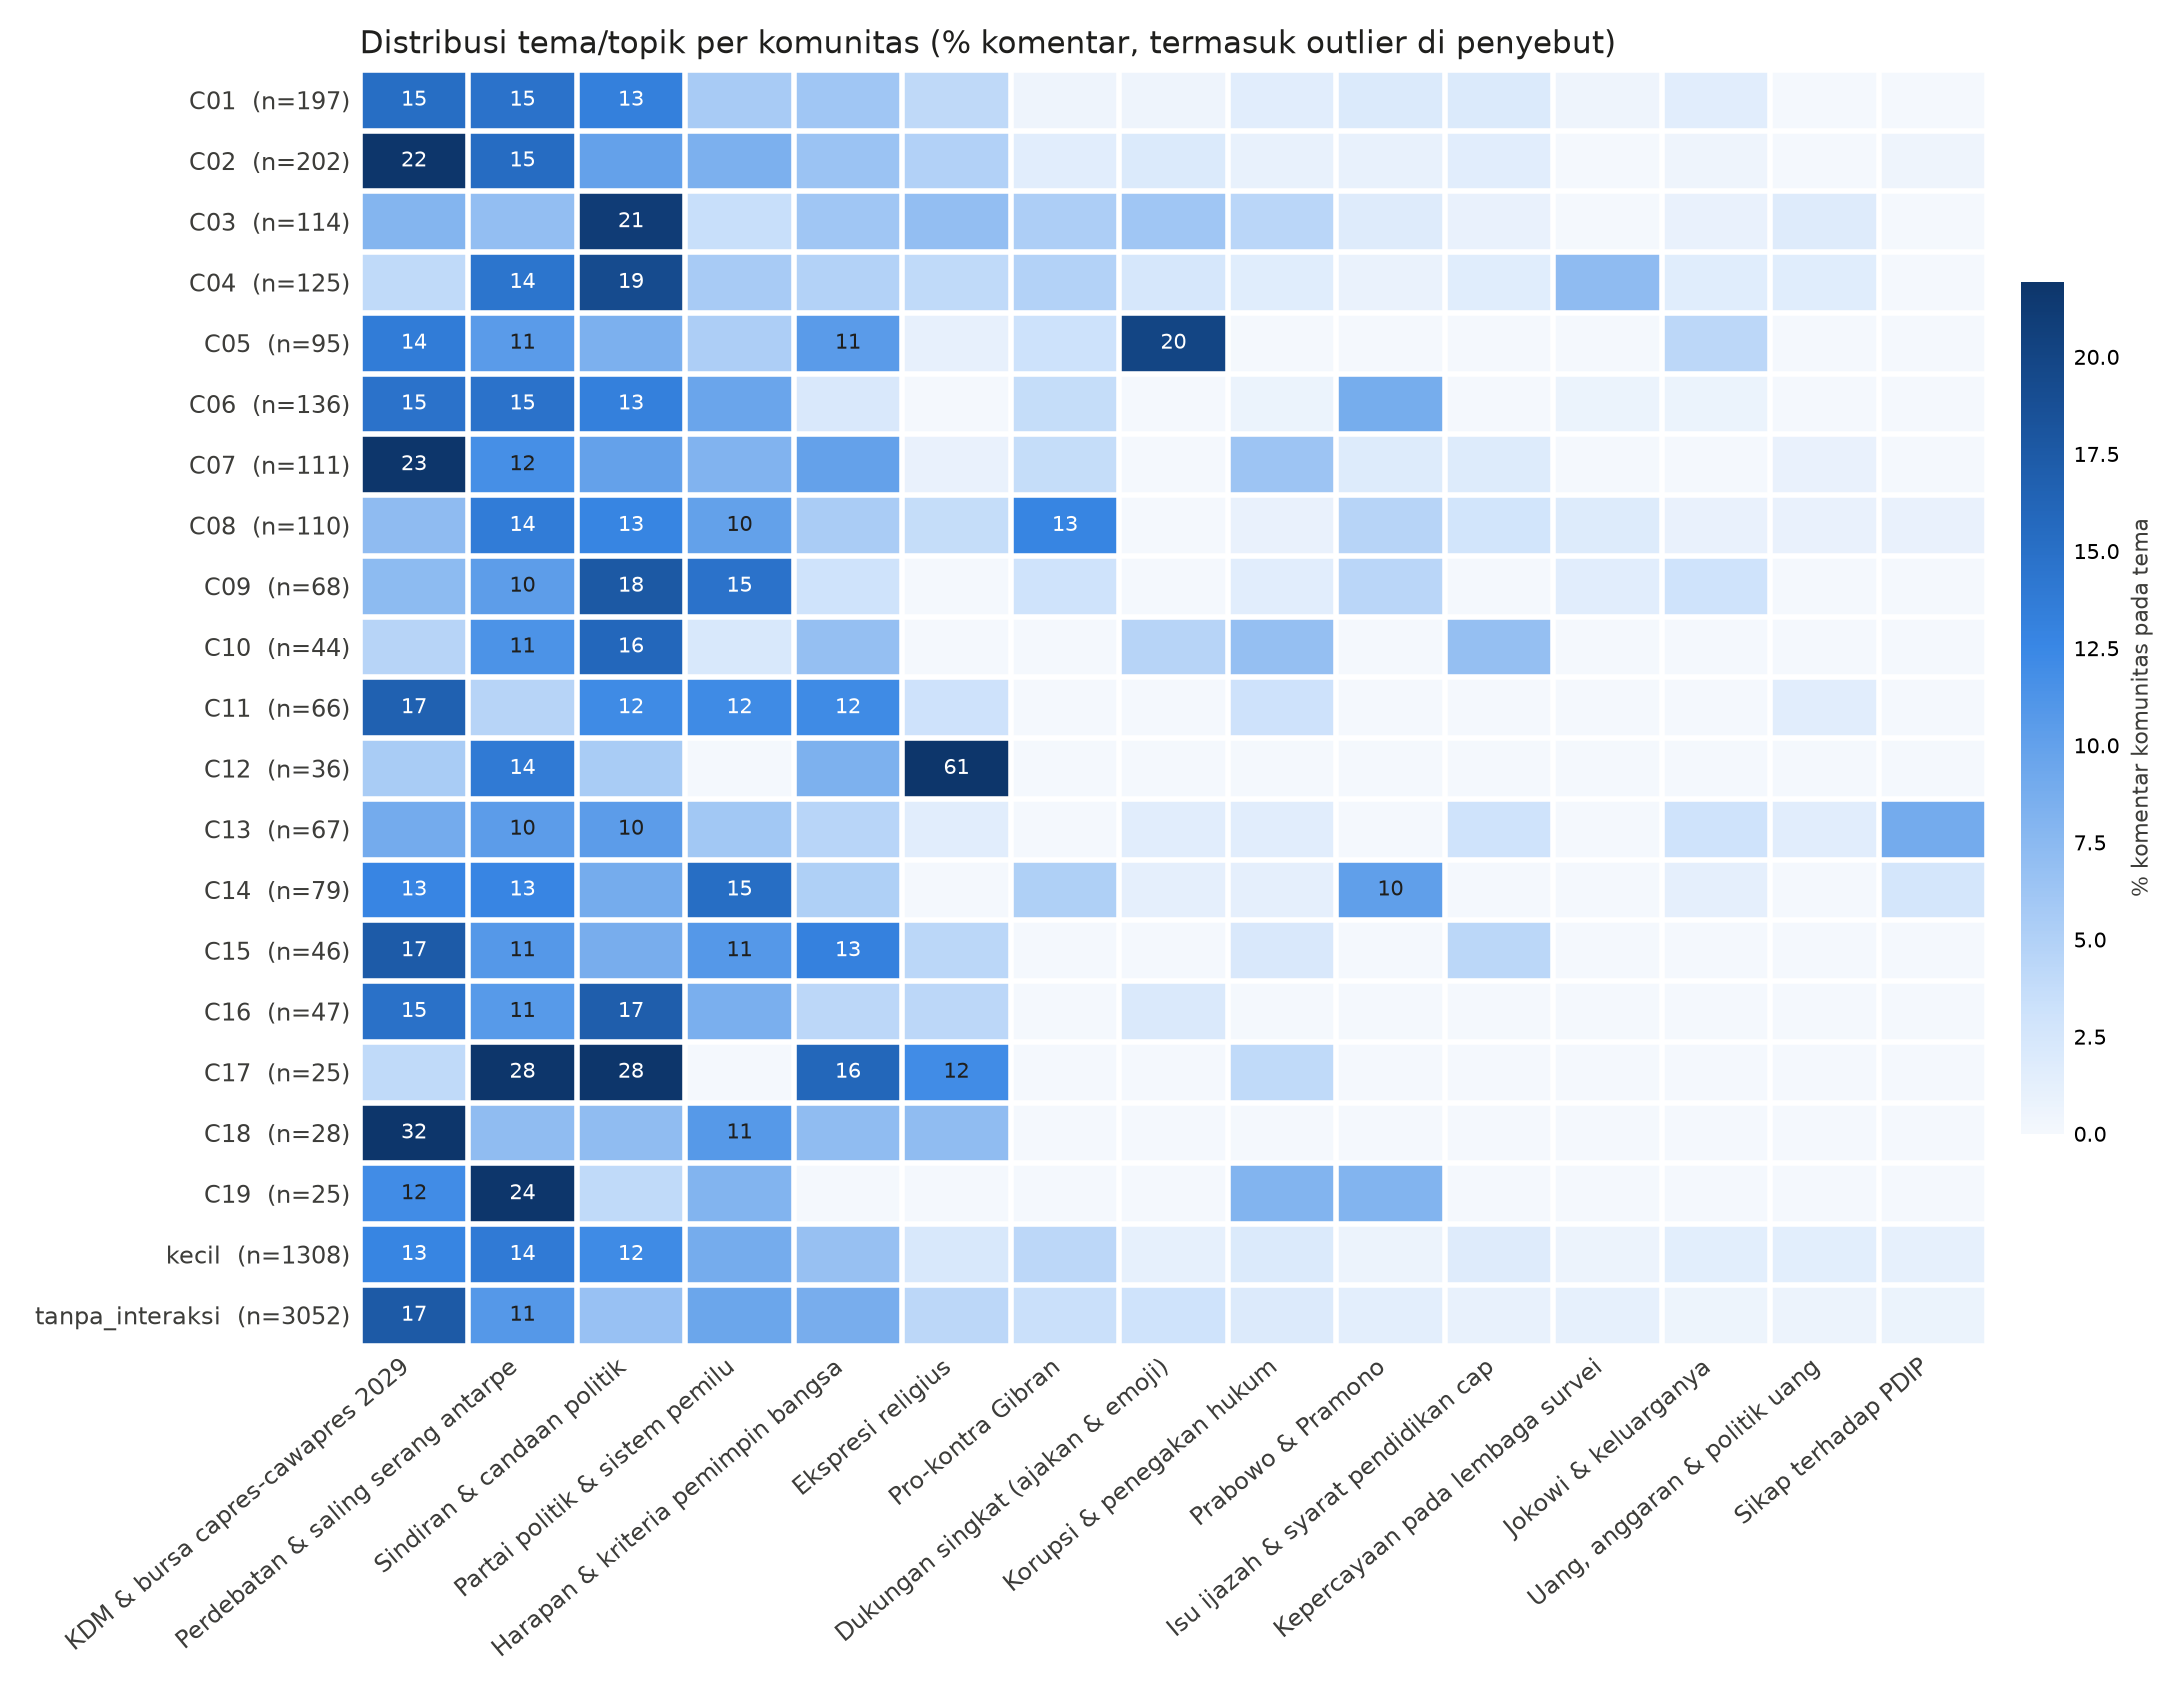 Distribusi tema/topik per komunitas (% komentar, termasuk outlier di penyebut)
C01 (n=197) 15 15 13
C02 (n=202) 22 15
C03 (n=114) 21
C04 (n=125) 14 19
C05 (n=95) 14 11 11 20
C06 (n=136) 15 15 13
C07 (n=111) 23 12
C08 (n=110) 14 13 10 13
C09 (n=68) 10 18 15
C10 (n=44) 11 16
C11 (n=66) 17 12 12 12
C12 (n=36) 14 61
C13 (n=67) 10 10
C14 (n=79) 13 13 15 10
C15 (n=46) 17 11 11 13
C16 (n=47) 15 11 17
C17 (n=25) 28 28 16 12
C18 (n=28) 32 11
C19 (n=25) 12 24
kecil (n=1308) 13 14 12
tanpa_interaksi (n=3052) 17 11
KDM & bursa capres-cawapres 2029
Perdebatan & saling serang antarpe
Sindiran & candaan politik
Partai politik & sistem pemilu
Harapan & kriteria pemimpin bangsa
Ekspresi religius
Pro-kontra Gibran
Dukungan singkat (ajakan & emoji)
Korupsi & penegakan hukum
Prabowo & Pramono
Isu ijazah & syarat pendidikan cap
Kepercayaan pada lembaga survei
Jokowi & keluarganya
Uang, anggaran & politik uang
Sikap terhadap PDIP
20.0
17.5
15.0
12.5
10.0
7.5
5.0
2.5
0.0
% komentar komunitas pada tema